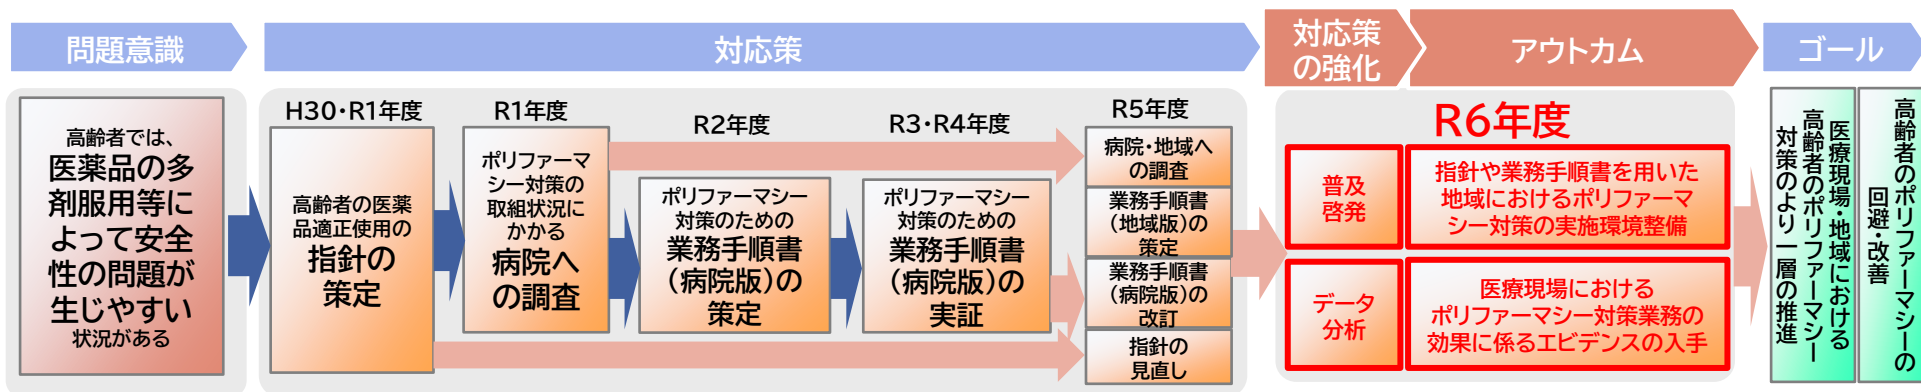 問題意識
対応策
対応策
の強化
アウトカム
ゴール
高齢者では、
医薬品の多
剤服用等に
よって安全
性の問題が
生じやすい
状況がある
H30・R1年度
高齢者の医薬
品適正使用の
指針の
策定
R1年度
ポリファーマ
シー対策の
取組状況に
かかる
病院へ
の調査
R2年度
ポリファーマシー
対策のための
業務手順書
(病院版)の
策定
R3・R4年度
ポリファーマシー
対策のための
業務手順書
(病院版)の
実証
R5年度
病院・地域へ
の調査
業務手順書
(地域版)の
策定
業務手順書
(病院版)の
改訂
指針の
見直し
R6年度
普及
啓発
指針や業務手順書を用いた
地域におけるポリファーマ
シー対策の実施環境整備
データ
分析
医療現場における
ポリファーマシー対策業務の
効果に係るエビデンスの入手
医療現場・地域における
高齢者のポリファーマシー
対策のより一層の推進
高齢者のポリファーマシーの
回避・改善